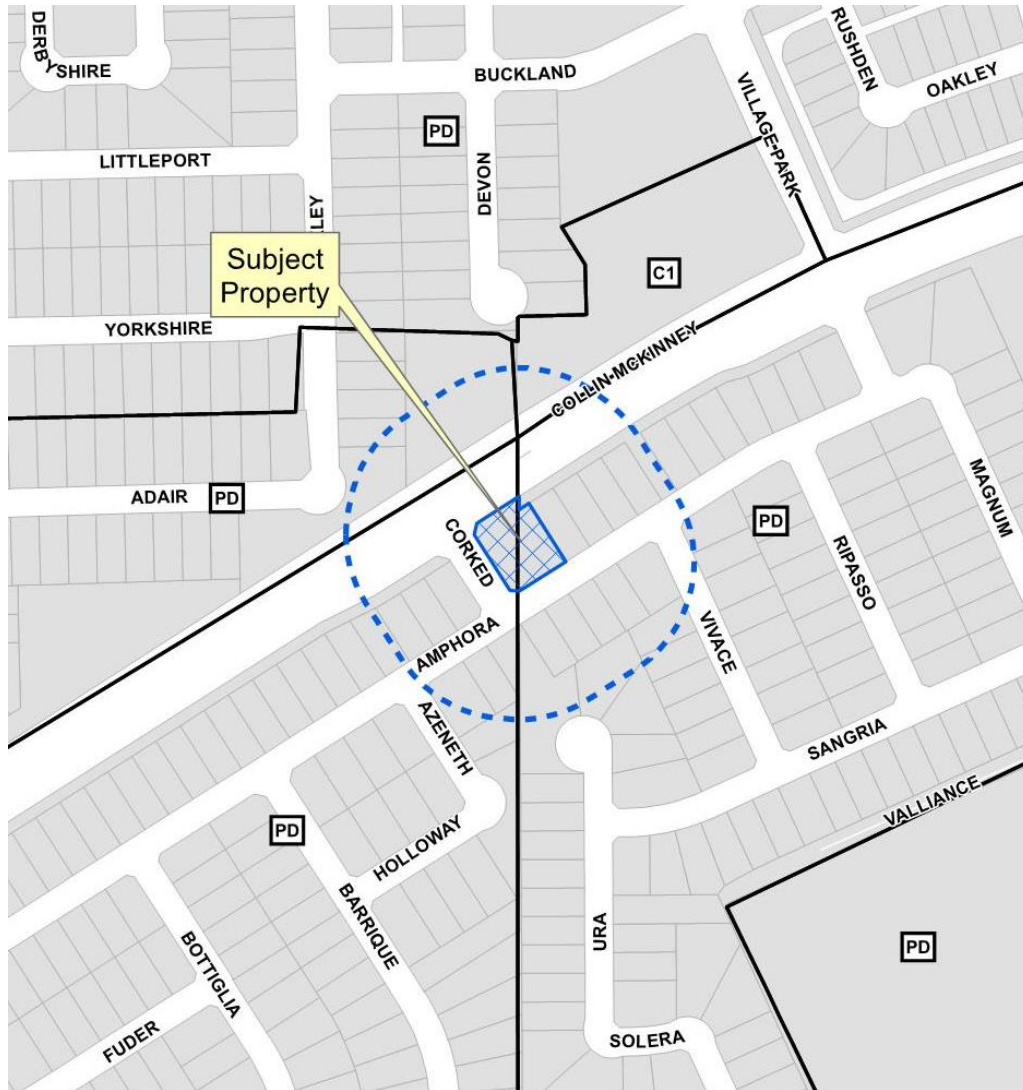 DERBYSHIRE
BUCKLAND
RUSHDEN
OAKLEY
VILLAGE-PARK
PD
LITTLEPORT
DEVON
LEY
Subject
Property
C1
YORKSHIRE
COLLIN-MCKINNEY
ADAIR
PD
CORKED
PD
MAGNUM
RIPASSO
AMPHORA
VIVACE
AZENETH
SANGRIA
VALLIANCE
PD
HOLLOWAY
BARRIQUE
URA
BOTTIGLIA
PD
FUDER
SOLERA